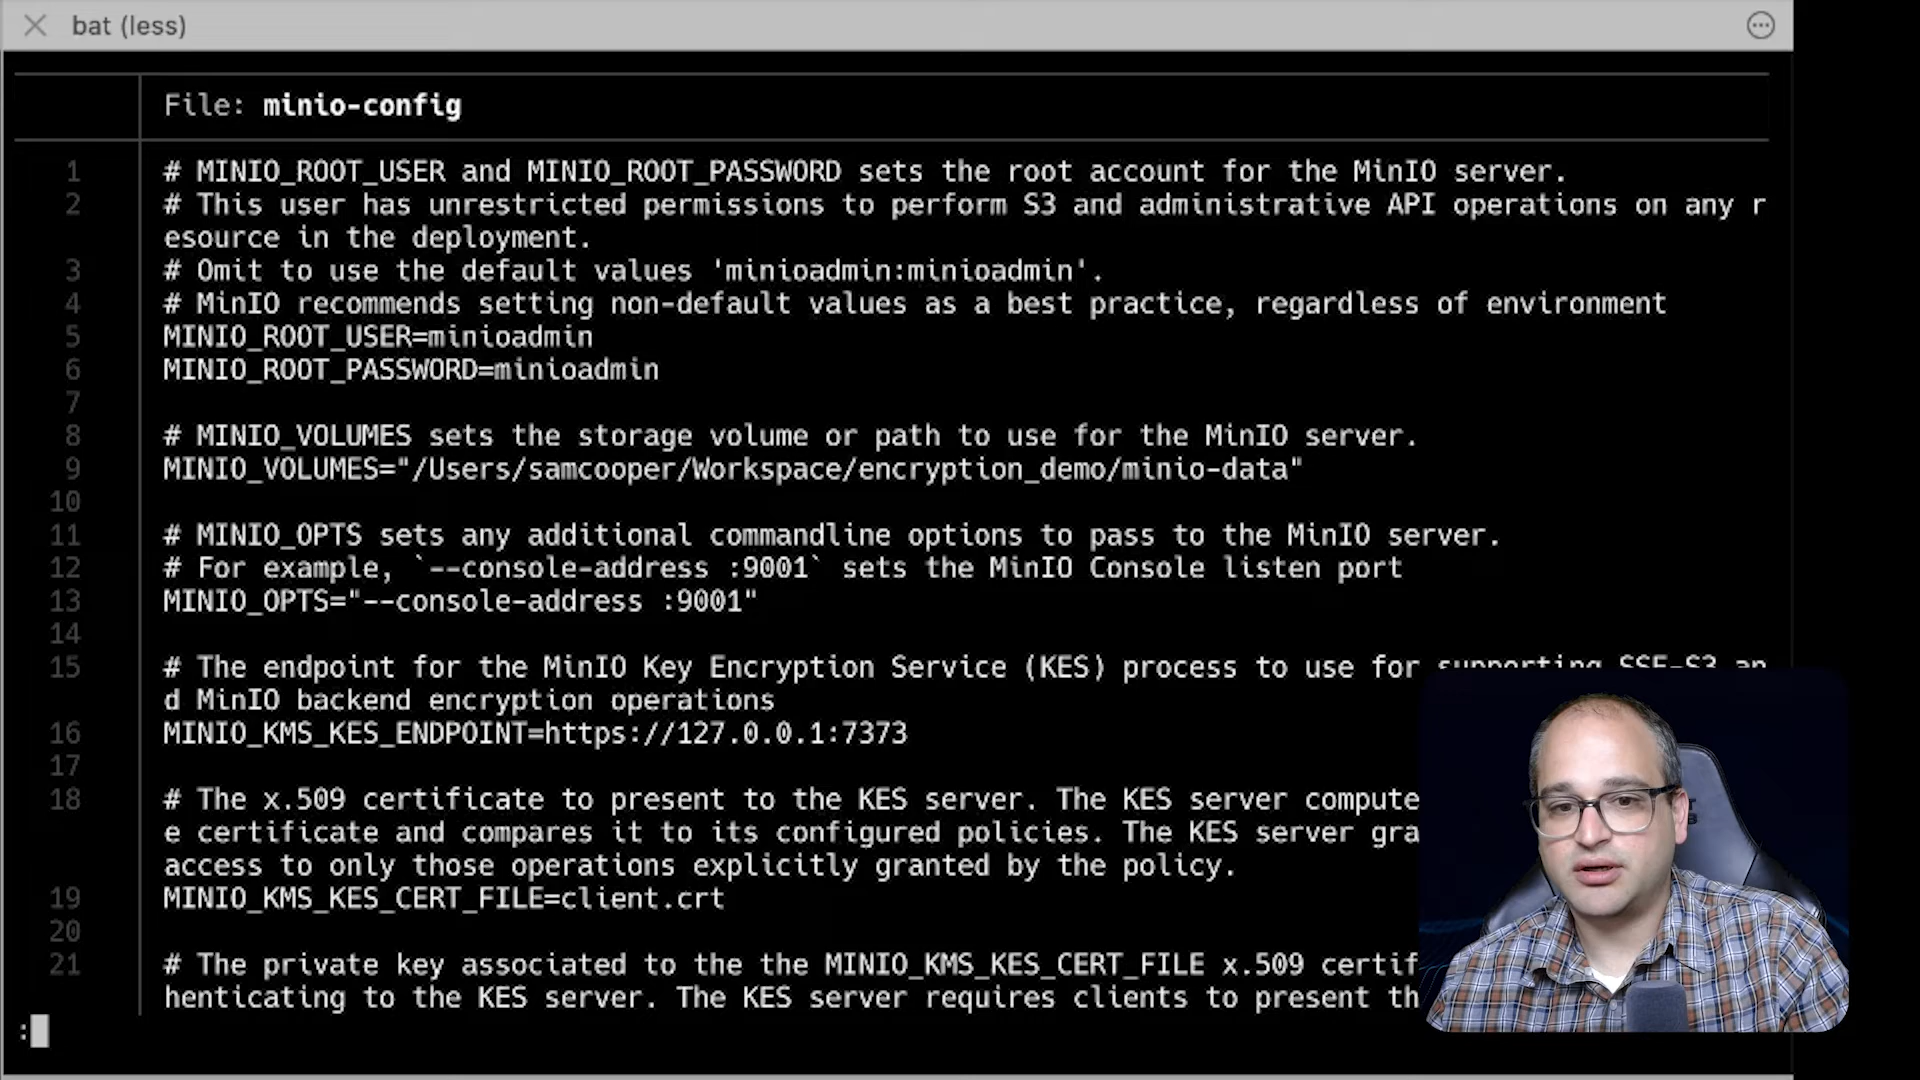 bat (less)
File: minio-config
1 # MINIO_ROOT_USER and MINIO_ROOT_PASSWORD sets the root account for the MinIO server.
2 # This user has unrestricted permissions to perform S3 and administrative API operations on any r
esource in the deployment.
3 # Omit to use the default values 'minioadmin:minioadmin'.
4 # MinIO recommends setting non-default values as a best practice, regardless of environment
5 MINIO_ROOT_USER=minioadmin
6 MINIO_ROOT_PASSWORD=minioadmin
7
8 # MINIO_VOLUMES sets the storage volume or path to use for the MinIO server.
9 MINIO_VOLUMES="/Users/samcooper/Workspace/encryption_demo/minio-data"
10
11 # MINIO_OPTS sets any additional commandline options to pass to the MinIO server.
12 # For example, `--console-address :9001` sets the MinIO Console listen port
13 MINIO_OPTS="--console-address :9001"
14
15 # The endpoint for the MinIO Key Encryption Service (KES) process to use for supporting SSE-S3 an
d MinIO backend encryption operations
16 MINIO_KMS_KES_ENDPOINT=https://127.0.0.1:7373
17
18 # The x.509 certificate to present to the KES server. The KES server compute
e certificate and compares it to its configured policies. The KES server gra
access to only those operations explicitly granted by the policy.
19 MINIO_KMS_KES_CERT_FILE=client.crt
20
21 # The private key associated to the the MINIO_KMS_KES_CERT_FILE x.509 certif
henticating to the KES server. The KES server requires clients to present th
: